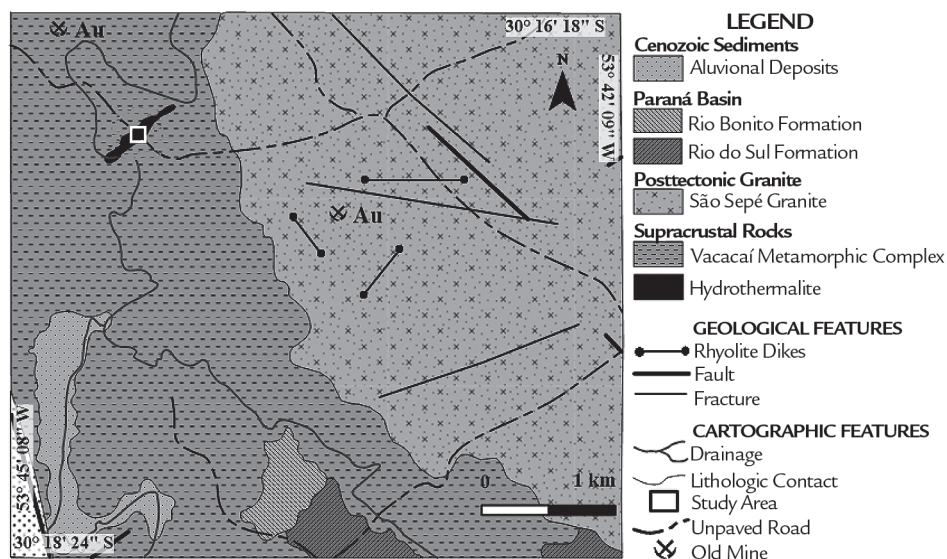 Au
30° 16' 18" S
N
53° 42' 09" W
Au
53° 45' 08" W
0 1 km
30° 18' 24" S
LEGEND
Cenozoic Sediments
Aluvional Deposits
Paraná Basin
Rio Bonito Formation
Rio do Sul Formation
Posttectonic Granite
São Sepé Granite
Supracrustal Rocks
Vacacaí Metamorphic Complex
Hydrothermalite
GEOLOGICAL FEATURES
Rhyolite Dikes
Fault
Fracture
CARTOGRAPHIC FEATURES
Drainage
Lithologic Contact
Study Area
Unpaved Road
Old Mine